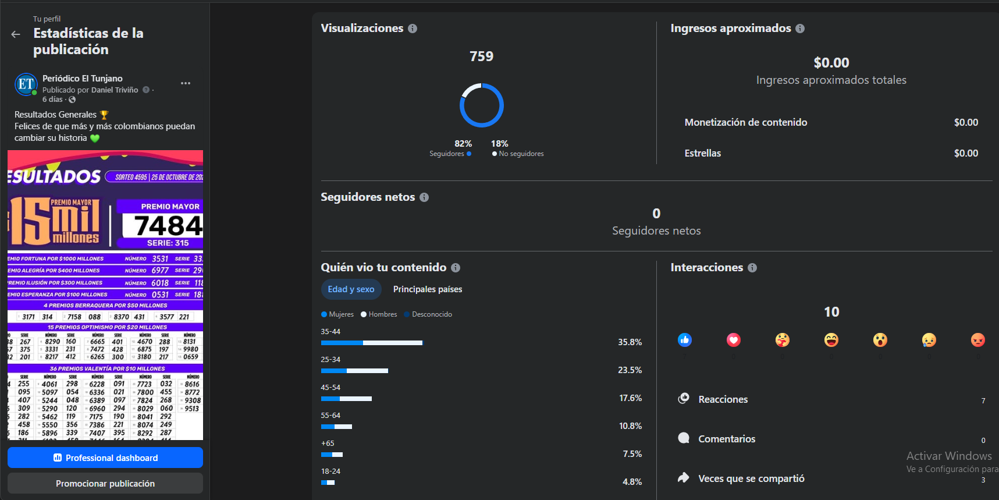 Tu perfil
Estadísticas de la
publicación
ET
Periódico El Tunjano
Publicado por Daniel Triviño
6 días ·
Resultados Generales 🏆
Felices de que más y más colombianos puedan
cambiar su historia 💚
ESULTADOS
SORTEO 4595 | 25 DE OCTUBRE DE 202
15 mil
millones
PREMIO MAYOR
PREMIO MAYOR
7484
SERIE: 315
EMIO FORTUNA POR $1000 MILLONES NÚMERO 3531 SERIE 33
EMIO ALEGRÍA POR $400 MILLONES NÚMERO 6977 SERIE 29
REMIO ILUSIÓN POR $300 MILLONES NÚMERO 6018 SERIE 118
EMIO ESPERANZA POR $100 MILLONES NÚMERO 0531 SERIE 18
4 PREMIOS BERRAQUERA POR $50 MILLONES
3171 314 7158 088 8370 431 3577 221
15 PREMIOS OPTIMISMO POR $20 MILLONES
SERIE NÚMERO SERIE NÚMERO SERIE NÚMERO SERIE NÚMERO
267 8290 160 6665 401 4670 288 8131
375 3331 231 7472 428 6875 197 9980
201 8217 412 6265 300 3180 217 0659
36 PREMIOS VALENTÍA POR $10 MILLONES
SERIE NÚMERO SERIE NÚMERO SERIE NÚMERO SERIE NÚMERO
255 4061 298 6228 091 7723 032 8616
095 5097 054 6336 021 7800 455 8772
407 5244 048 6389 097 7824 268 9308
309 5290 120 6960 294 8029 060 9513
282 5462 119 7175 190 8041 292
458 5550 356 7386 221 8074 249
186 5896 339 7407 395 8292 287
Professional dashboard
Promocionar publicación
Visualizaciones
759
82%
Seguidores
18%
No seguidores
Ingresos aproximados
$0.00
Ingresos aproximados totales
Monetización de contenido $0.00
Estrellas $0.00
Seguidores netos
0
Seguidores netos
Quién vio tu contenido
Edad y sexo Principales países
Mujeres Hombres Desconocido
35-44
35.8%
25-34
23.5%
45-54
17.6%
55-64
10.8%
+65
7.5%
18-24
4.8%
Interacciones
10
7 0 0 0 0 0 0
Reacciones 7
Comentarios 0
Veces que se compartió 3
Activar Windows
Ve a Configuración para